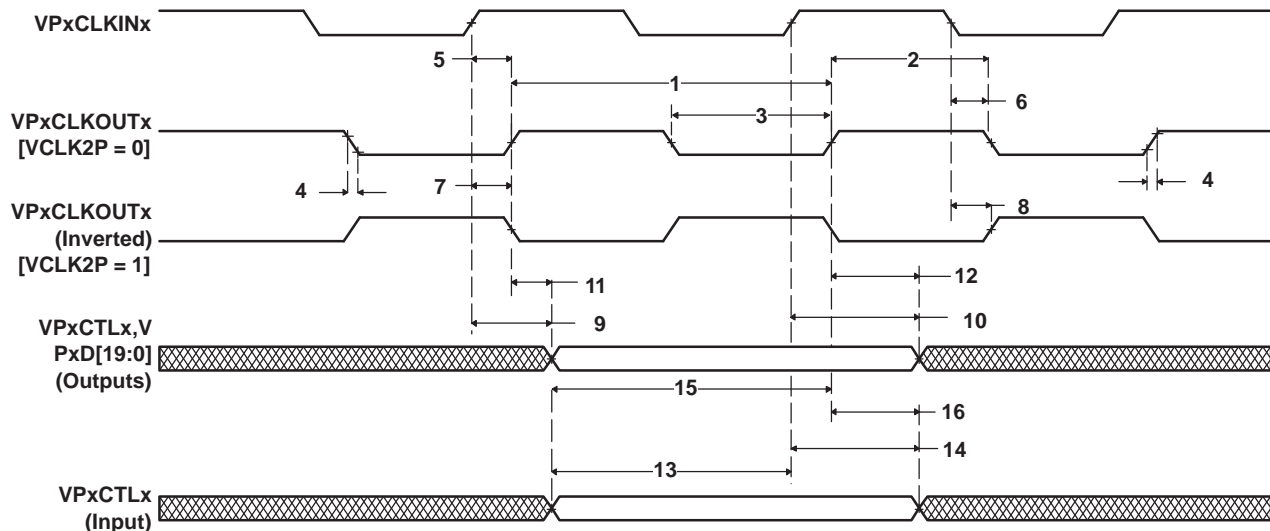 VPxCLKINx
5
2
1
6
VPxCLKOUTx
[VCLK2P = 0]
3
4
7
4
VPxCLKOUTx
(Inverted)
[VCLK2P = 1]
8
11
12
9
10
VPxCTLx,V
PxD[19:0]
(Outputs)
15
16
14
13
VPxCTLx
(Input)